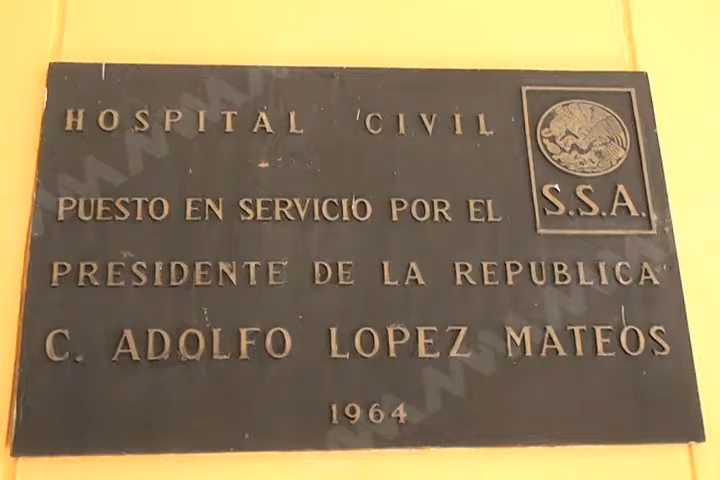 HOSPITAL CIVIL
S.S.A.
PUESTO EN SERVICIO POR EL
PRESIDENTE DE LA REPUBLICA
C. ADOLFO LOPEZ MATEOS
1964